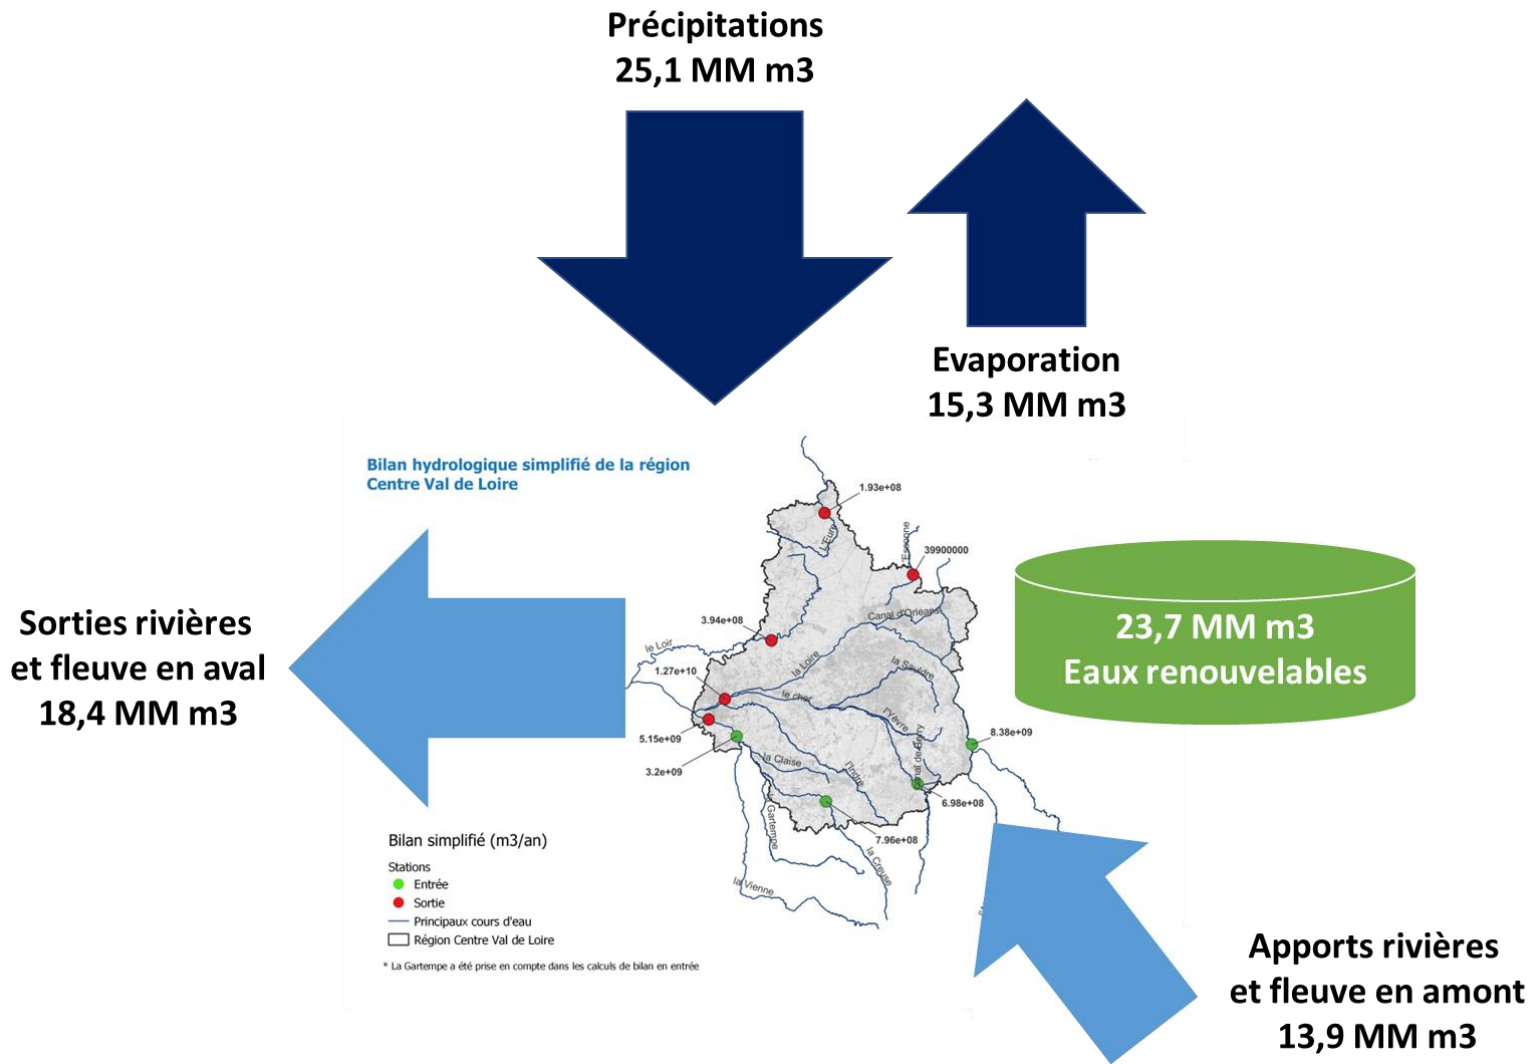 Précipitations
25,1 MM m3
Evaporation
15,3 MM m3
Bilan hydrologique simplifié de la région
Centre Val de Loire
1.93e+08
l'Eure
l'Essonne
39900000
Canal d'Orléans
3.94e+08
le Loir
la Loire
la Sauldre
1.27e+10
le cher
l'Yèvre
5.15e+09
3.2e+09
la Claise
l'Indre
8.38e+09
6.98e+08
la Gartempe
7.96e+08
la Creuse
la Vienne
Sorties rivières
et fleuve en aval
18,4 MM m3
23,7 MM m3
Eaux renouvelables
Bilan simplifié (m3/an)
Stations
Entrée
Sortie
Principaux cours d'eau
Région Centre Val de Loire
* La Gartempe a été prise en compte dans les calculs de bilan en entrée
Apports rivières
et fleuve en amont
13,9 MM m3